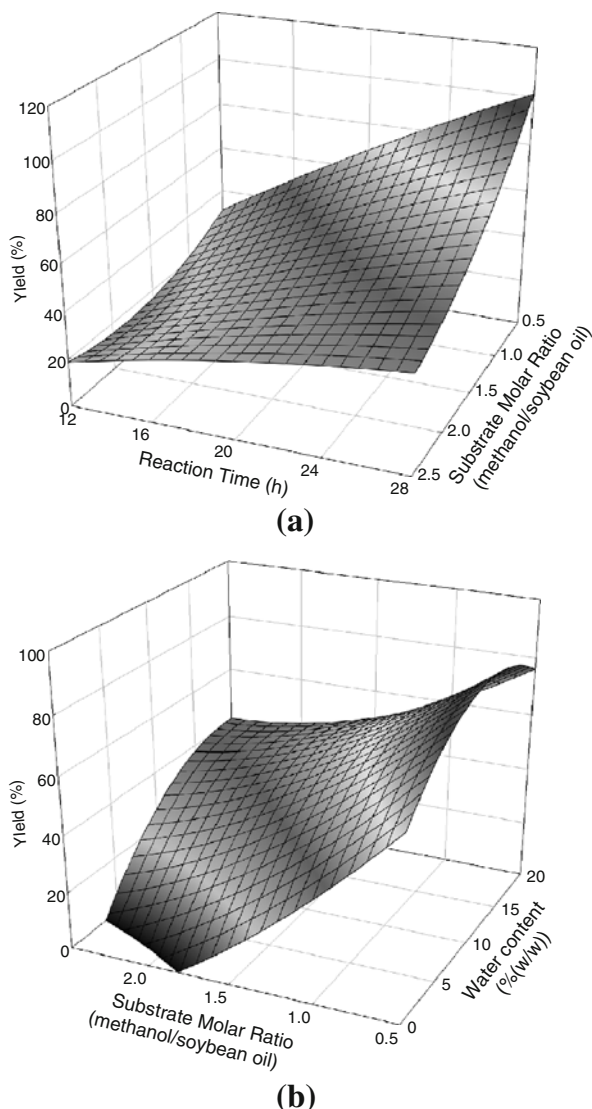 120
100
80
60
40
20
0
Yield (%)
12
16
20
24
28
Reaction Time (h)
0.5
1.0
1.5
2.0
2.5
Substrate Molar Ratio
(methanol/soybean oil)
(a)
100
80
60
40
20
0
Yield (%)
2.0
1.5
1.0
0.5
Substrate Molar Ratio
(methanol/soybean oil)
20
15
10
5
0
Water content
(%(w/w))
(b)